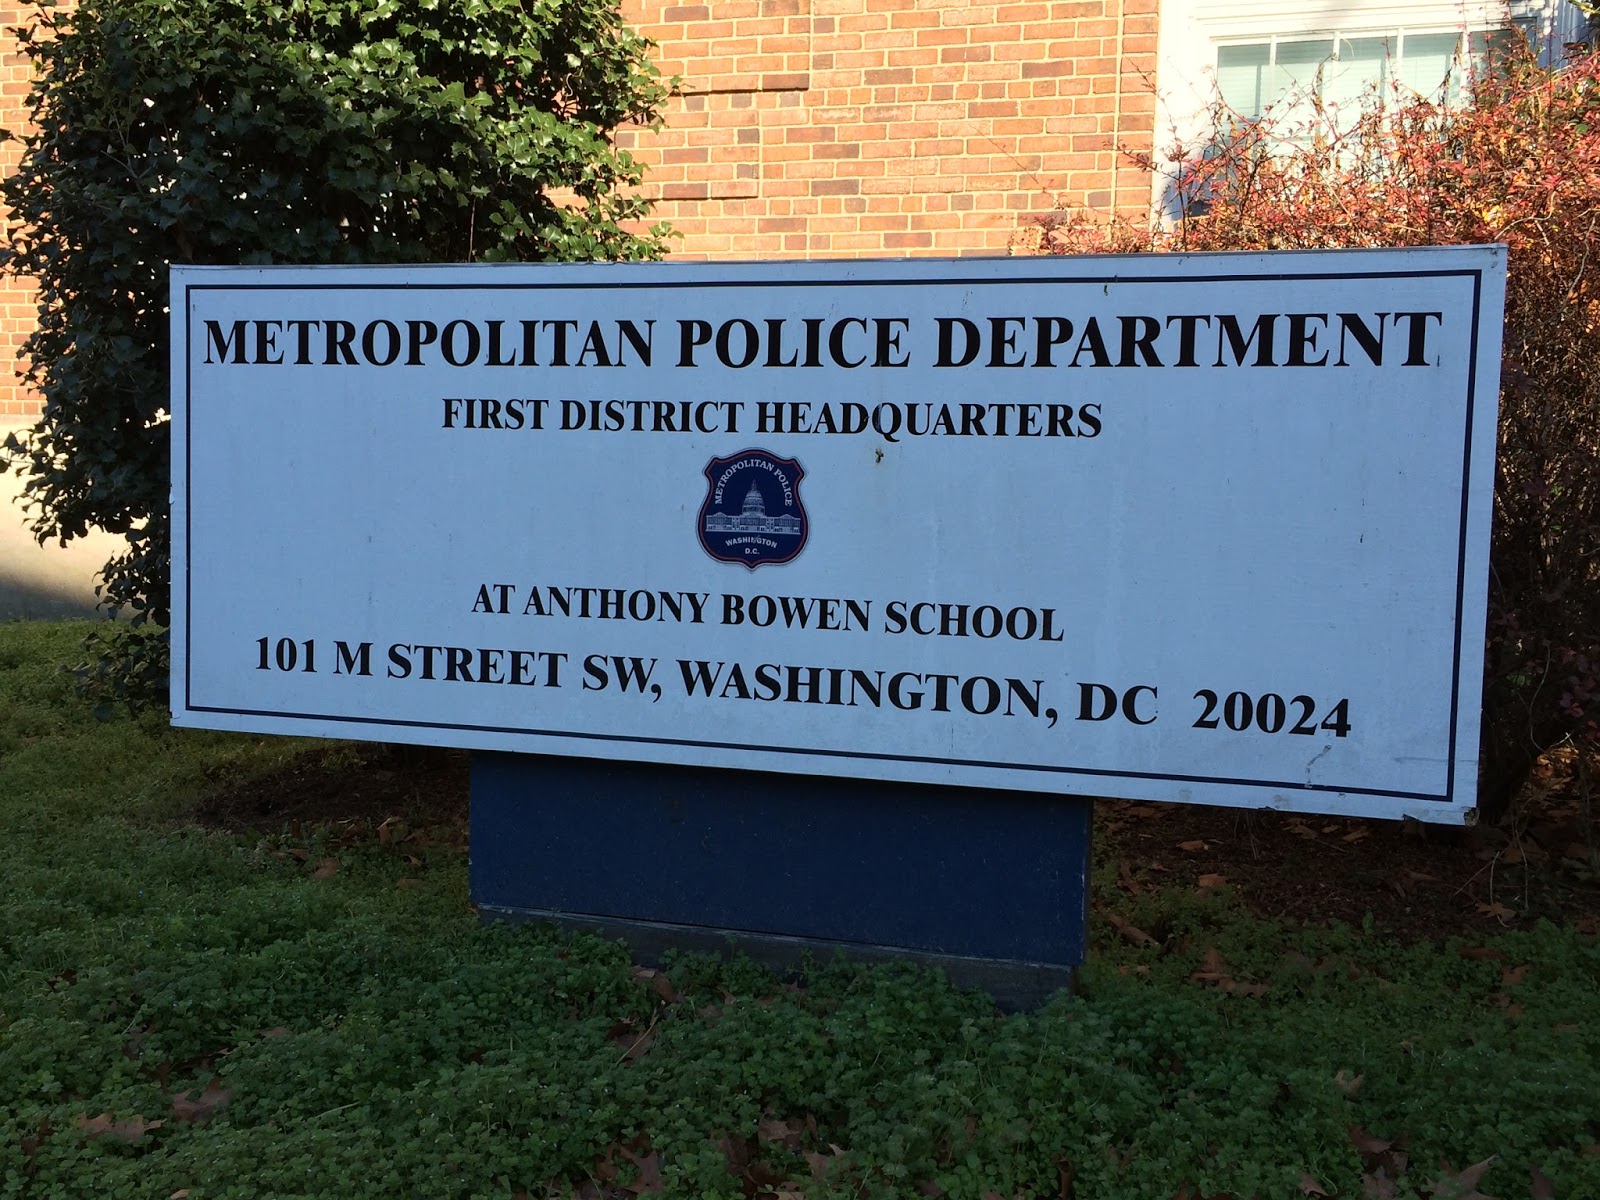 METROPOLITAN POLICE DEPARTMENT
FIRST DISTRICT HEADQUARTERS
METROPOLITAN POLICE
WASHINGTON
D.C.
AT ANTHONY BOWEN SCHOOL
101 M STREET SW, WASHINGTON, DC 20024